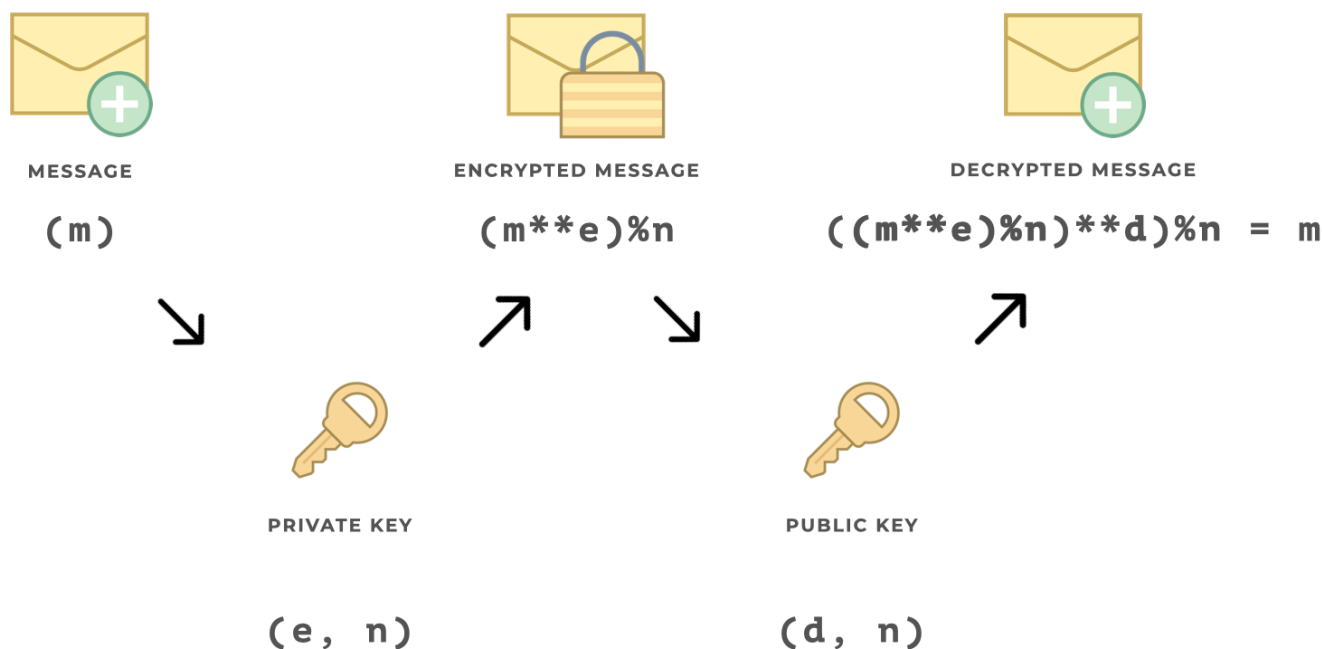 MESSAGE
ENCRYPTED MESSAGE
DECRYPTED MESSAGE
(m)
(m**e)%n
((m**e)%n)**d)%n = m
PRIVATE KEY
PUBLIC KEY
(e, n)
(d, n)